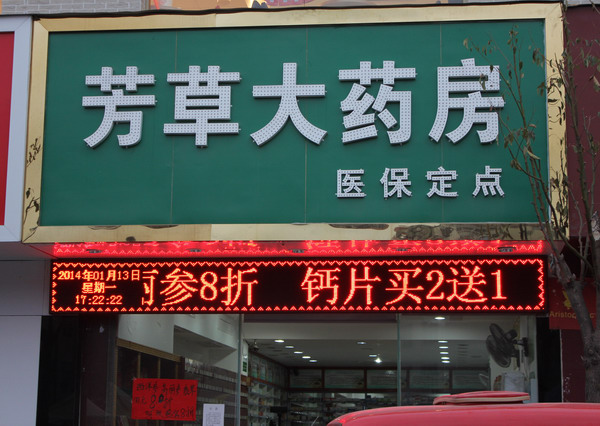 芳草大药房
医保定点
2014年01月13日
星期一
17:22:22
参8折 钙片买2送1